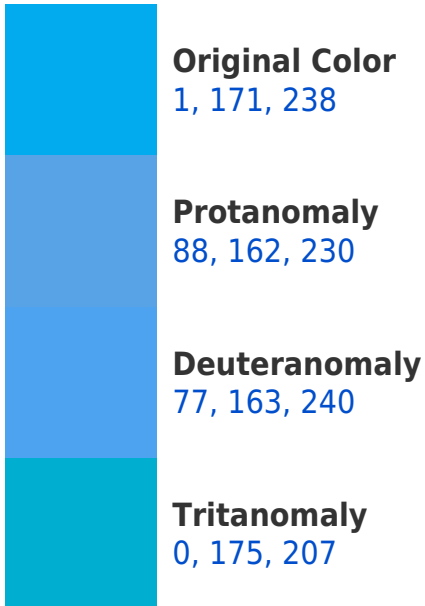 Original Color
1, 171, 238
Protanomaly
88, 162, 230
Deuteranomaly
77, 163, 240
Tritanomaly
0, 175, 207